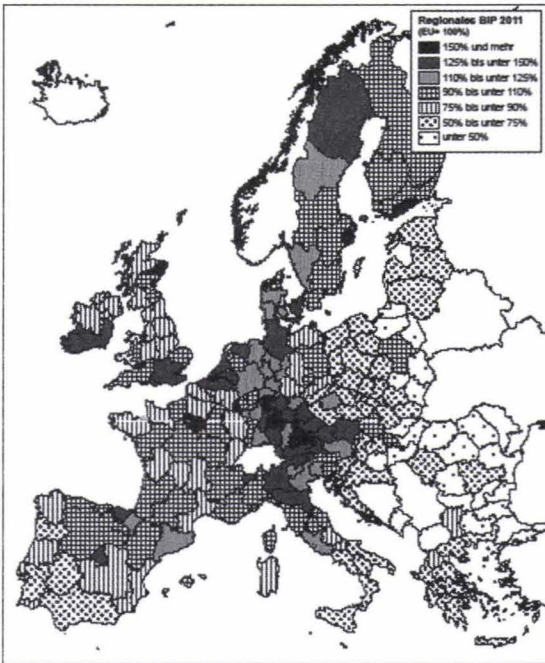 Regionales BIP 2011
(EU= 100%)
150% und mehr
125% bis unter 150%
110% bis unter 125%
90% bis unter 110%
75% bis unter 90%
50% bis unter 75%
unter 50%